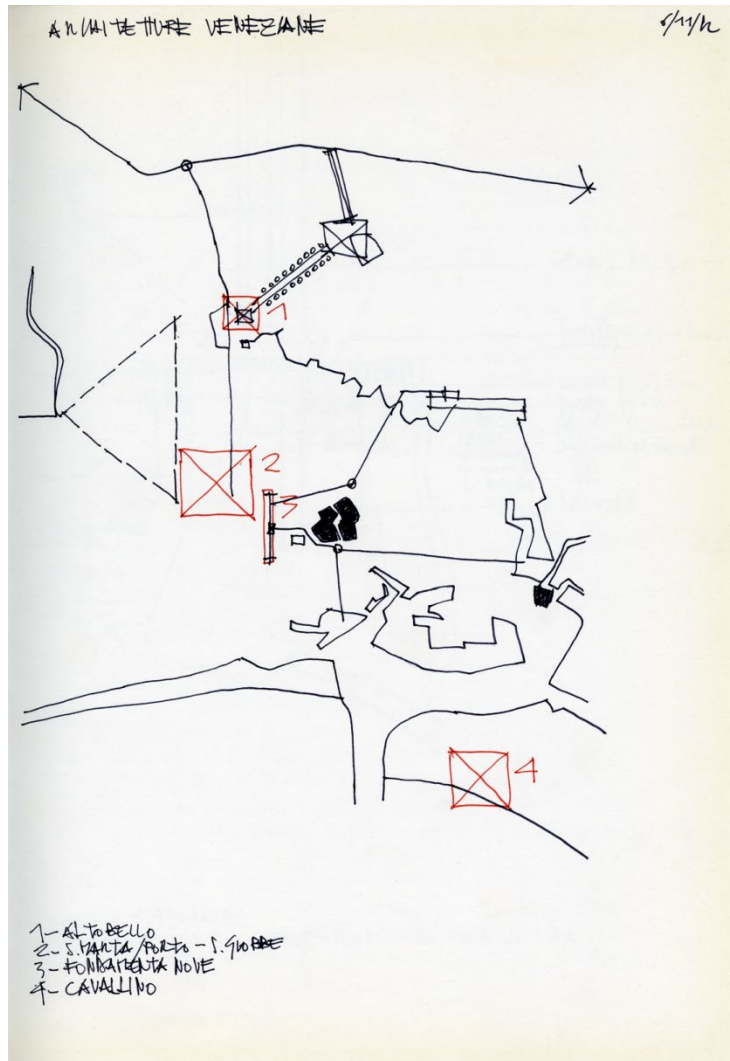 ARCHITETTURE VENEZIANE
1
2
3
4
1- ALTOBELLO
2- S. MARTA / PORTO - S. GIOBBE
3- FONDAMENTA NOVE
4- CAVALLINO